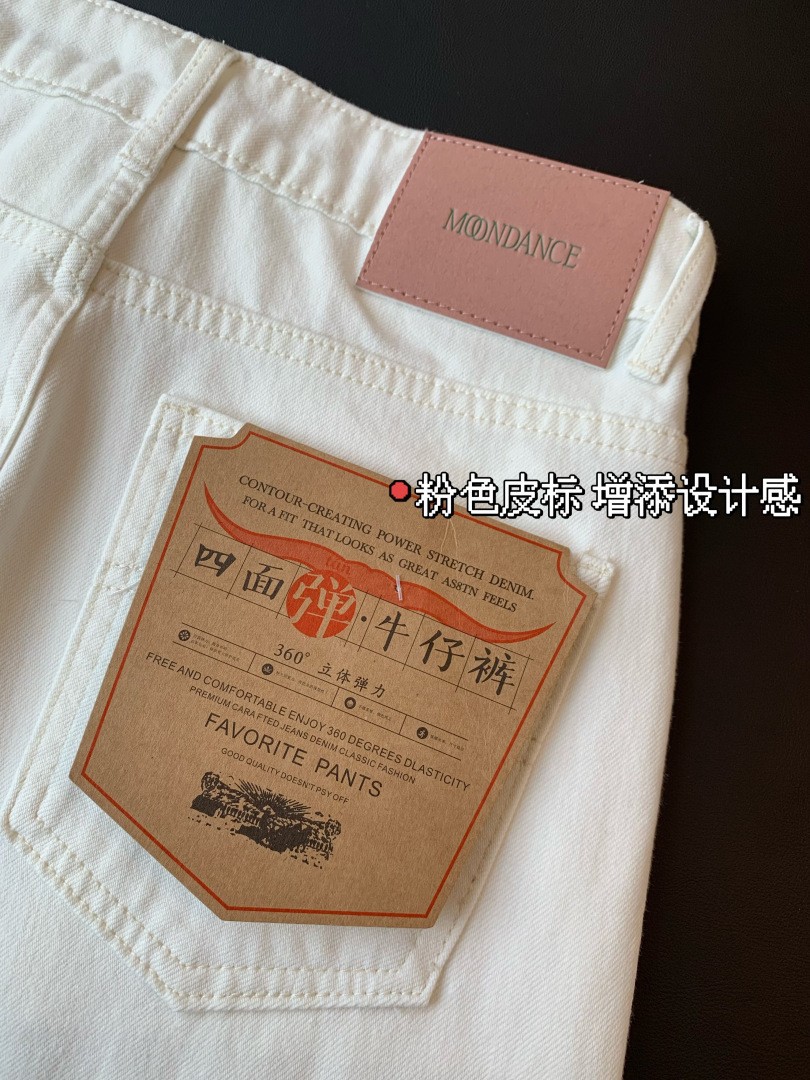 MOONDANCE
粉色皮标 增添设计感
CONTOUR-CREATING POWER STRETCH DENIM.
FOR A FIT THAT LOOKS AS GREAT AS8TN FEELS
tan
四面弹·牛仔裤
360° 立体弹力
FREE AND COMFORTABLE ENJOY 360 DEGREES DLASTICITY
PREMIUM CARA FTED JEANS DENIM CLASSIC FASHION
FAVORITE PANTS
GOOD QUALITY DOESN'T PSY OFF